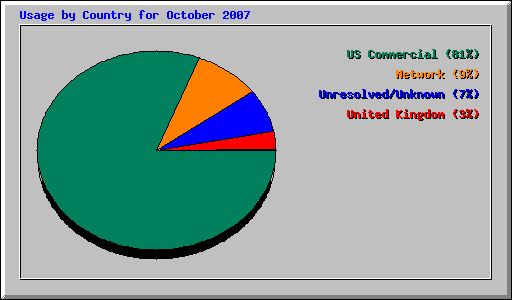 Usage by Country for October 2007
US Commercial (81%)
Network (9%)
Unresolved/Unknown (7%)
United Kingdom (3%)